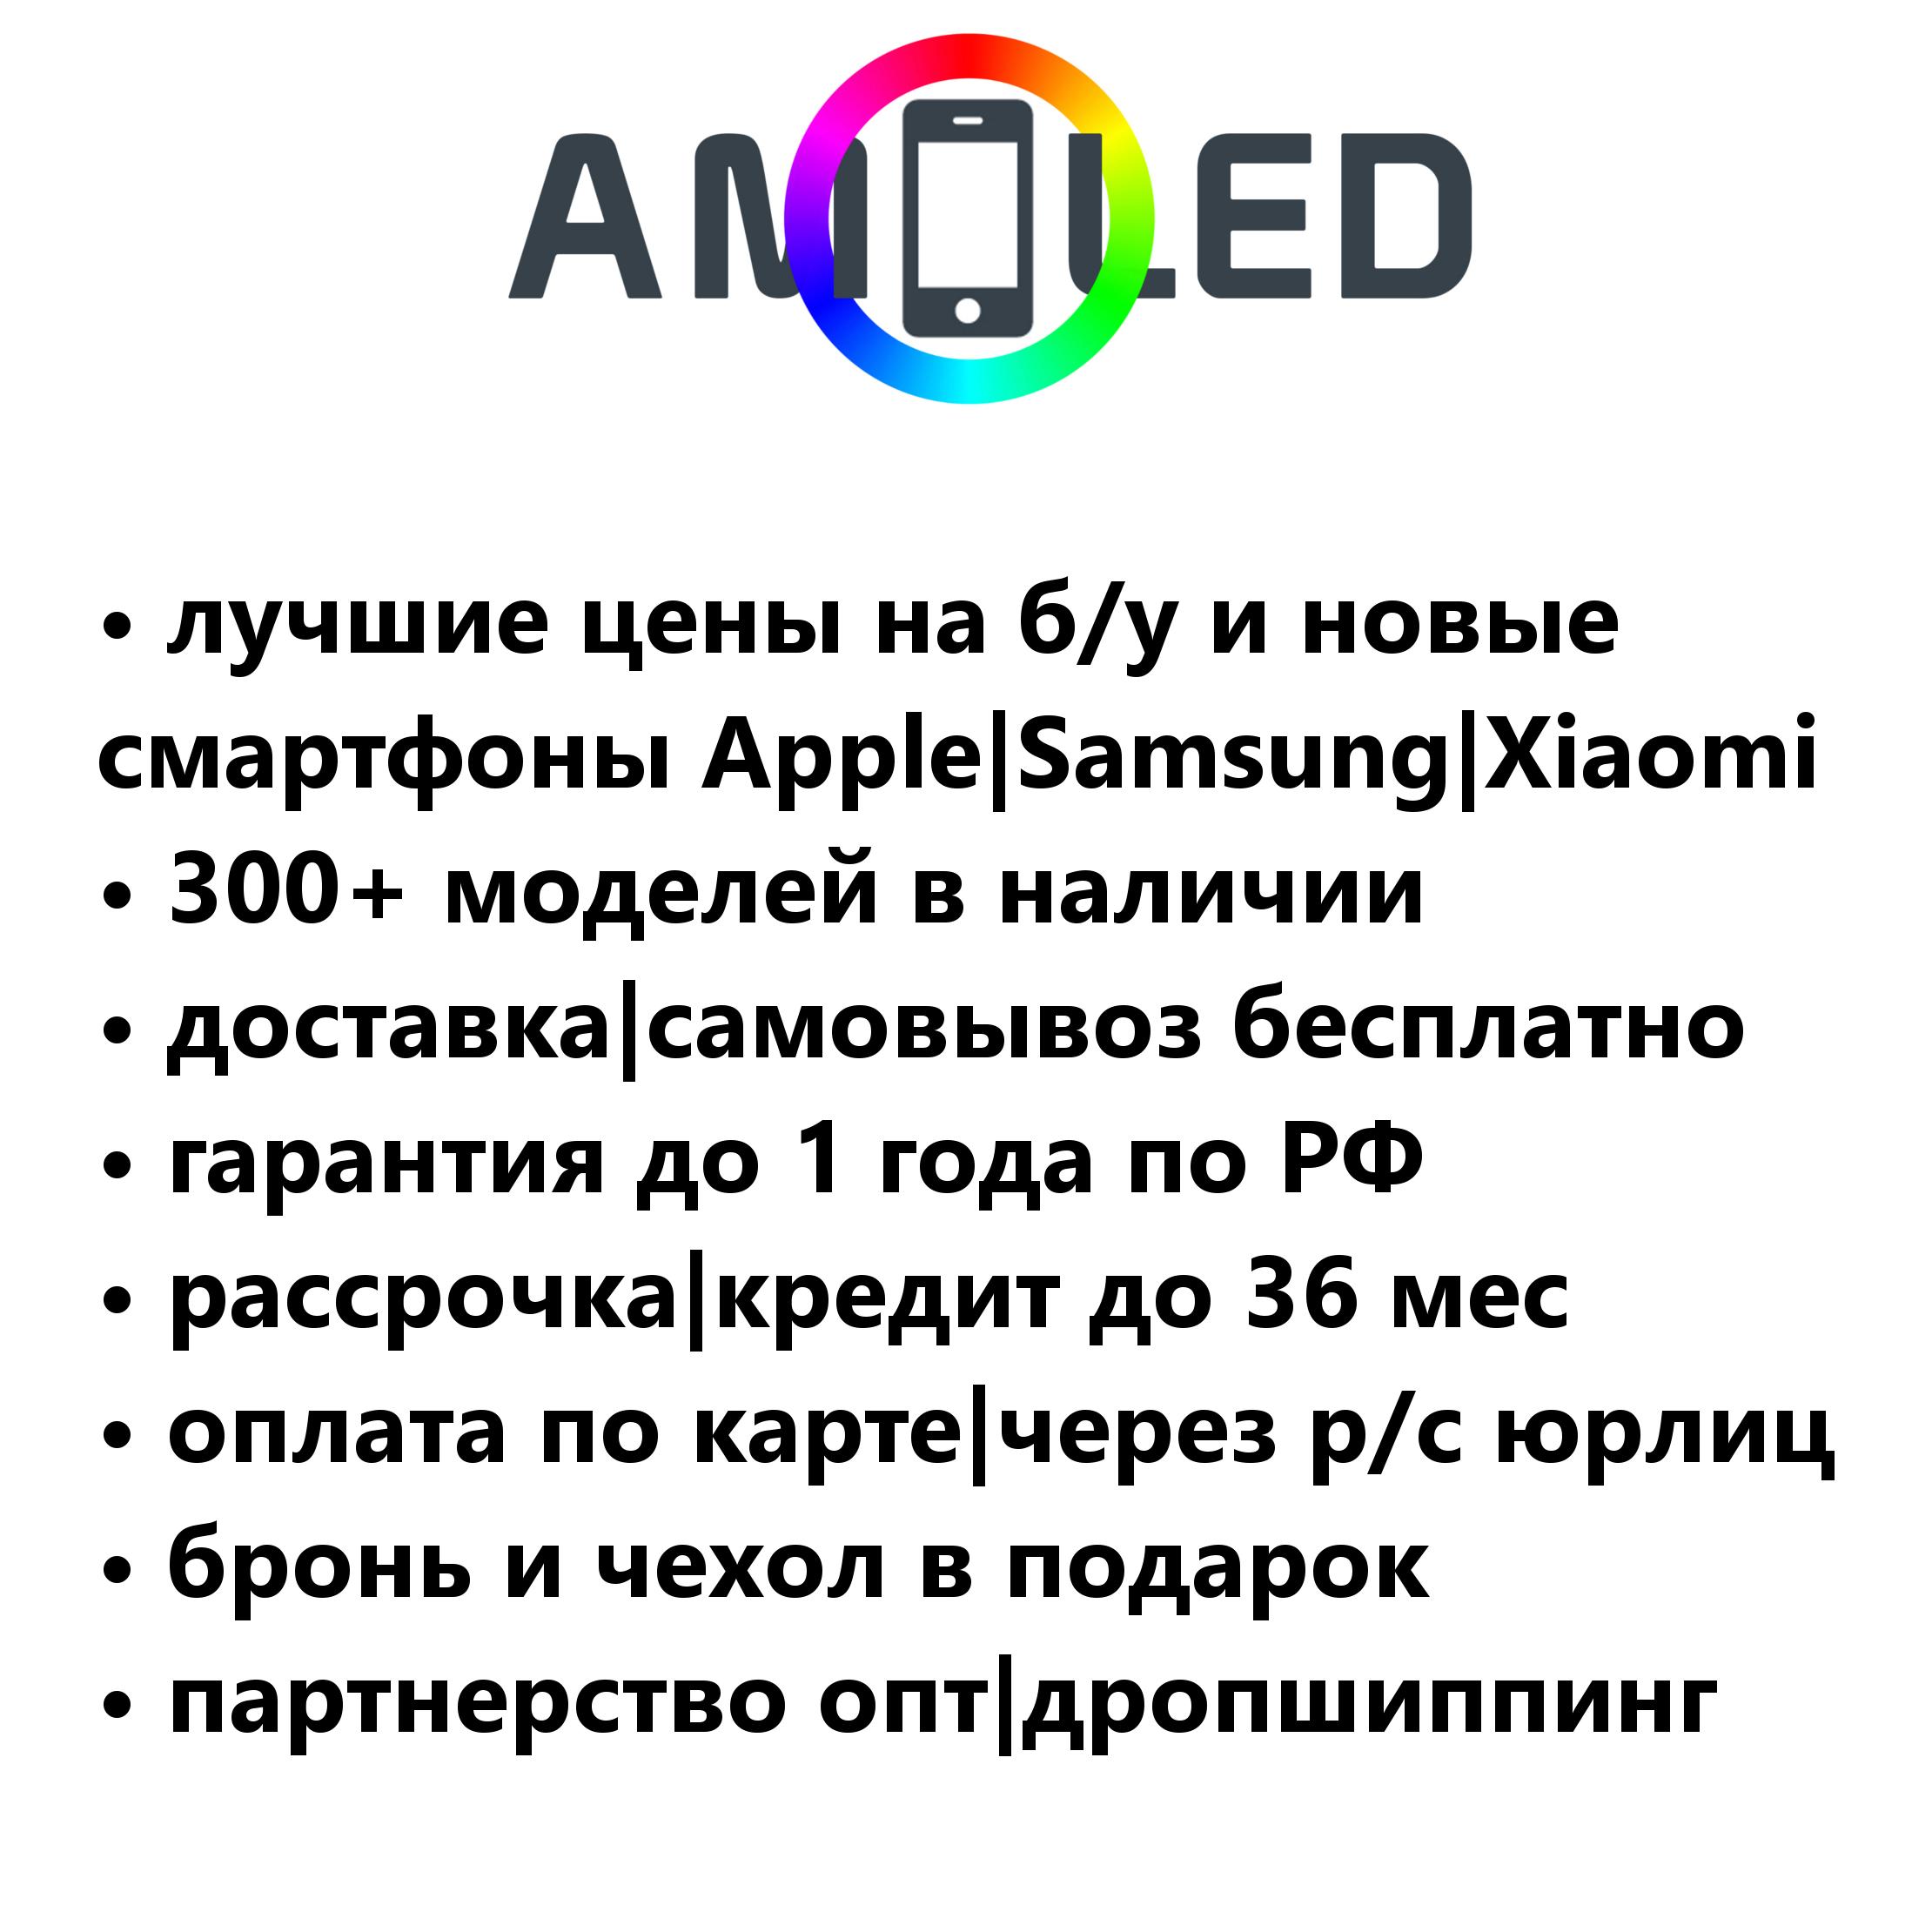 AMOLED
• лучшие цены на б/у и новые
смартфоны Apple|Samsung|Xiaomi
• 300+ моделей в наличии
• доставка|самовывоз бесплатно
• гарантия до 1 года по РФ
• рассрочка|кредит до 36 мес
• оплата по карте|через р/с юрлиц
• бронь и чехол в подарок
• партнерство опт|дропшиппинг